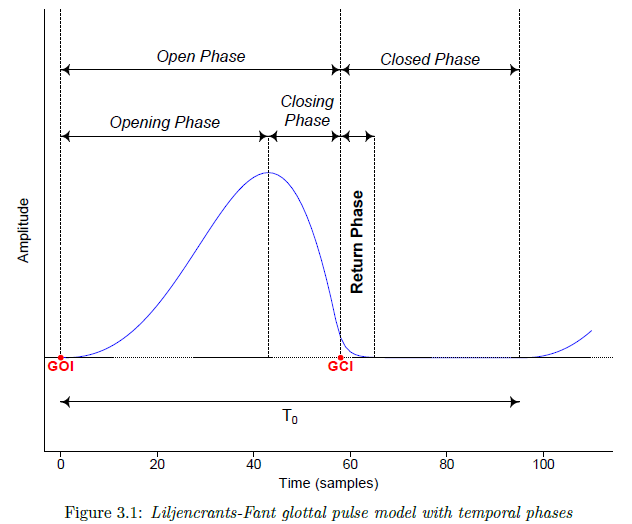 Open Phase
Closed Phase
Opening Phase
Closing
Phase
Return Phase
Amplitude
GOI
GCI
T0
0 20 40 60 80 100
Time (samples)
Figure 3.1: Liljencrants-Fant glottal pulse model with temporal phases